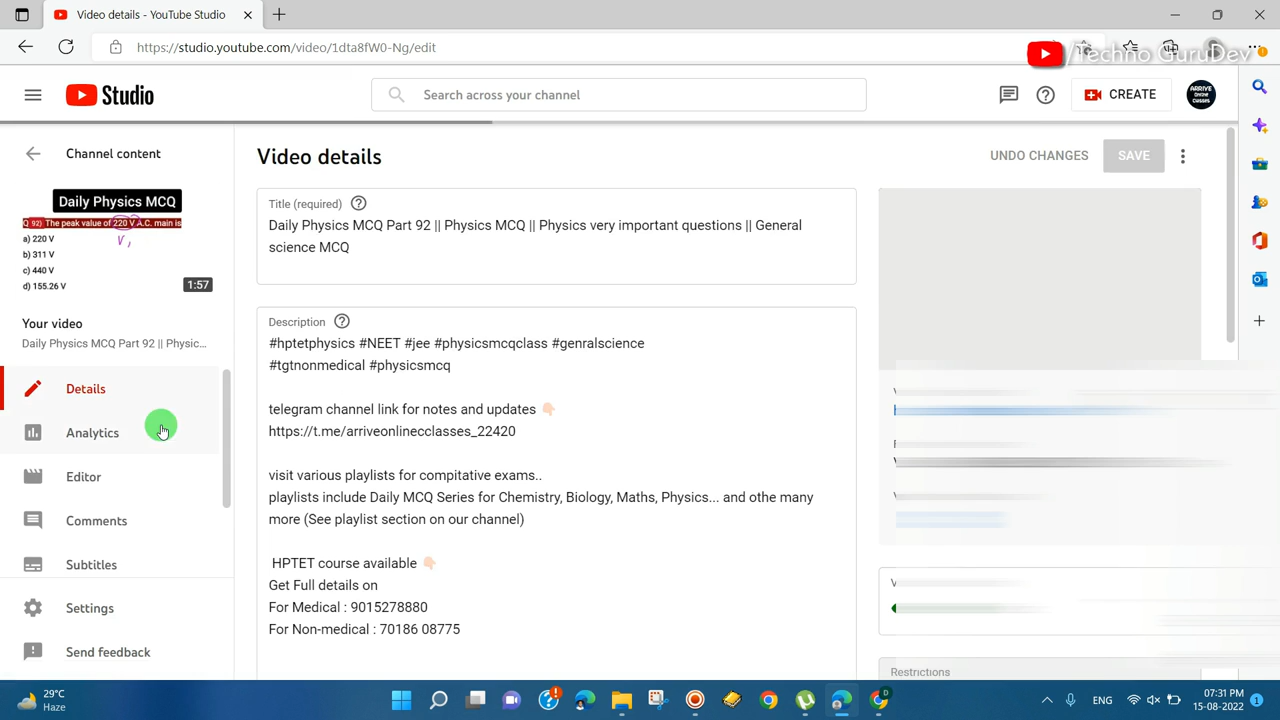 Video details - YouTube Studio
https://studio.youtube.com/video/1dta8fW0-Ng/edit
/Techno GuruDev
Studio
Search across your channel
CREATE
ARRIVE
Online
Classes
Channel content
Daily Physics MCQ
Q 92) The peak value of 220 V A.C. main is
a) 220 V
b) 311 V
c) 440 V
d) 155.26 V
1:57
Your video
Daily Physics MCQ Part 92 || Physic...
Details
Analytics
Editor
Comments
Subtitles
Settings
Send feedback
Video details
UNDO CHANGES
SAVE
Title (required)
Daily Physics MCQ Part 92 || Physics MCQ || Physics very important questions || General
science MCQ
Description
#hptetphysics #NEET #jee #physicsmcqclass #genralscience
#tgtnonmedical #physicsmcq
telegram channel link for notes and updates 👇🏻
https://t.me/arriveonlinecclasses_22420
visit various playlists for compitative exams..
playlists include Daily MCQ Series for Chemistry, Biology, Maths, Physics... and othe many
more (See playlist section on our channel)
HPTET course available 👇🏻
Get Full details on
For Medical : 9015278880
For Non-medical : 70186 08775
Restrictions
29°C
Haze
ENG
07:31 PM
15-08-2022